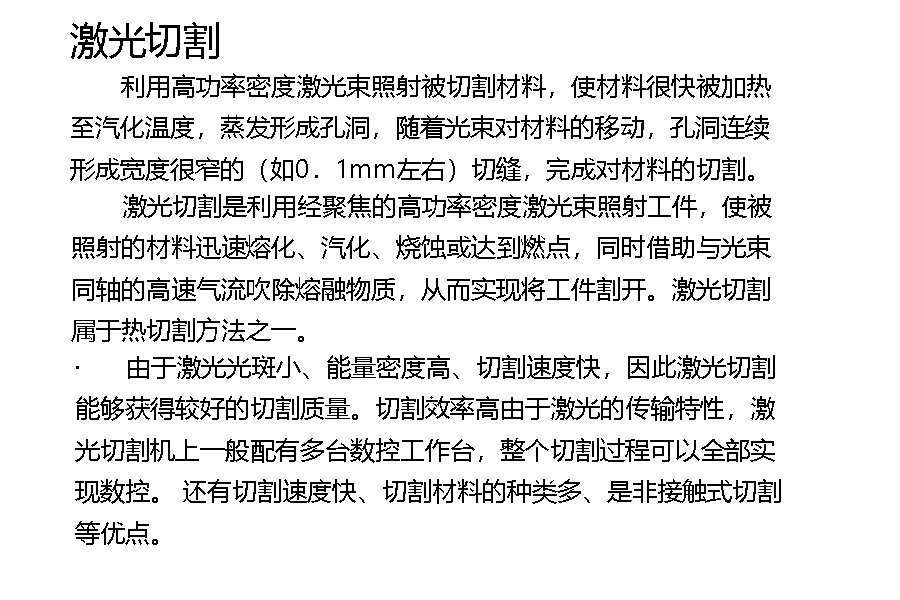 激光切割
利用高功率密度激光束照射被切割材料，使材料很快被加热
至汽化温度，蒸发形成孔洞，随着光束对材料的移动，孔洞连续
形成宽度很窄的（如0．1mm左右）切缝，完成对材料的切割。
激光切割是利用经聚焦的高功率密度激光束照射工件，使被
照射的材料迅速熔化、汽化、烧蚀或达到燃点，同时借助与光束
同轴的高速气流吹除熔融物质，从而实现将工件割开。激光切割
属于热切割方法之一。
· 由于激光光斑小、能量密度高、切割速度快，因此激光切割
能够获得较好的切割质量。切割效率高由于激光的传输特性，激
光切割机上一般配有多台数控工作台，整个切割过程可以全部实
现数控。 还有切割速度快、切割材料的种类多、是非接触式切割
等优点。